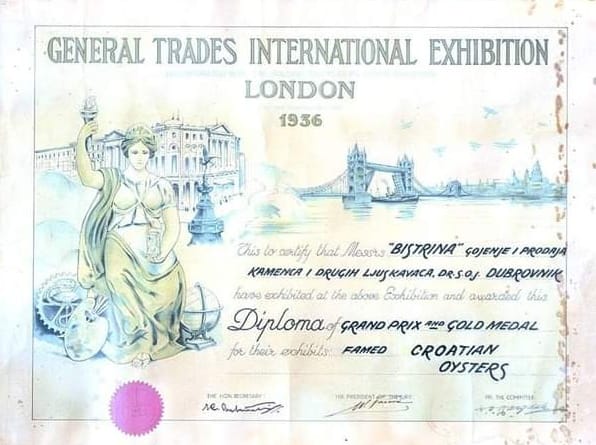 GENERAL TRADES INTERNATIONAL EXHIBITION
LONDON
1936
This to certify that Messrs "BISTRINA" GOJENJE I PRODAJA
KAMENICA I DRUGIH LJUSKAVACA, DR.S.O.J. DUBROVNIK
have exhibited at the above Exhibition and awarded this
Diploma of GRAND PRIX AND GOLD MEDAL
for their exhibits: FAMED CROATIAN
OYSTERS
THE HON. SECRETARY: THE PRESIDENT OF THE JURY FOR THE COMMITTEE